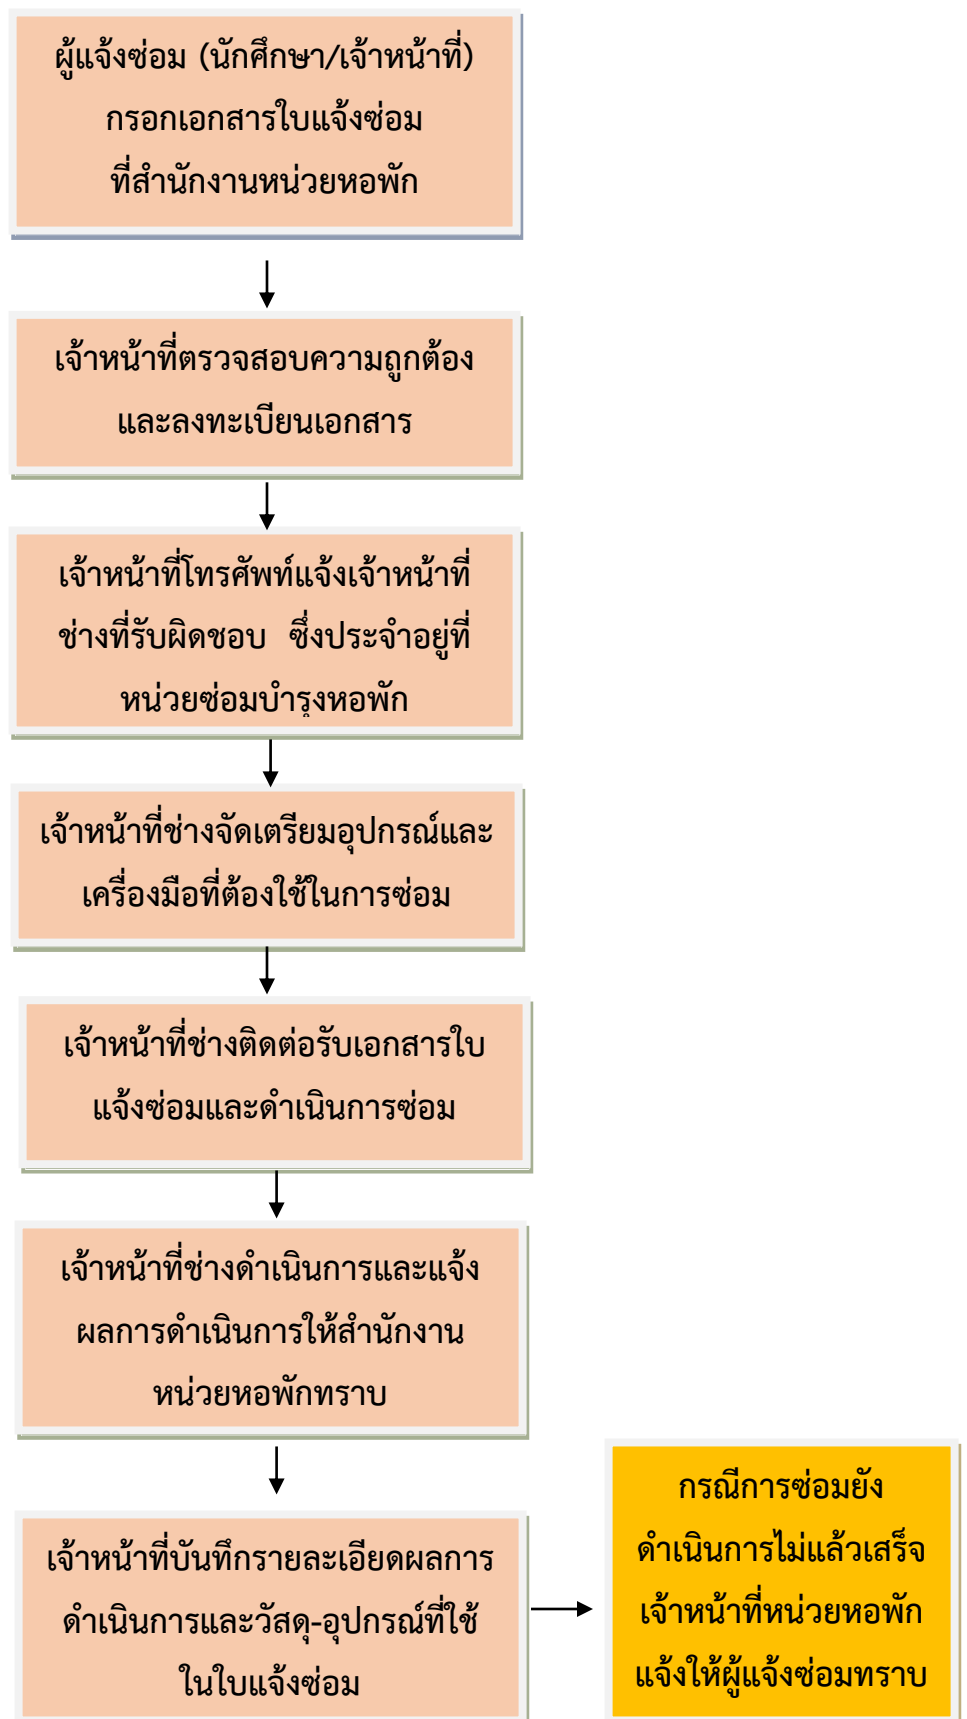 ผู้แจ้งซ่อม (นักศึกษา/เจ้าหน้าที่)
กรอกเอกสารใบแจ้งซ่อม
ที่สำนักงานหน่วยหอพัก
เจ้าหน้าที่ตรวจสอบความถูกต้อง
และลงทะเบียนเอกสาร
เจ้าหน้าที่โทรศัพท์แจ้งเจ้าหน้าที่
ช่างที่รับผิดชอบ ซึ่งประจำอยู่ที่
หน่วยซ่อมบำรุงหอพัก
เจ้าหน้าที่ช่างจัดเตรียมอุปกรณ์และ
เครื่องมือที่ต้องใช้ในการซ่อม
เจ้าหน้าที่ช่างติดต่อรับเอกสารใบ
แจ้งซ่อมและดำเนินการซ่อม
เจ้าหน้าที่ช่างดำเนินการและแจ้ง
ผลการดำเนินการให้สำนักงาน
หน่วยหอพักทราบ
เจ้าหน้าที่บันทึกรายละเอียดผลการ
ดำเนินการและวัสดุ-อุปกรณ์ที่ใช้
ในใบแจ้งซ่อม
กรณีการซ่อมยัง
ดำเนินการไม่แล้วเสร็จ
เจ้าหน้าที่หน่วยหอพัก
แจ้งให้ผู้แจ้งซ่อมทราบ